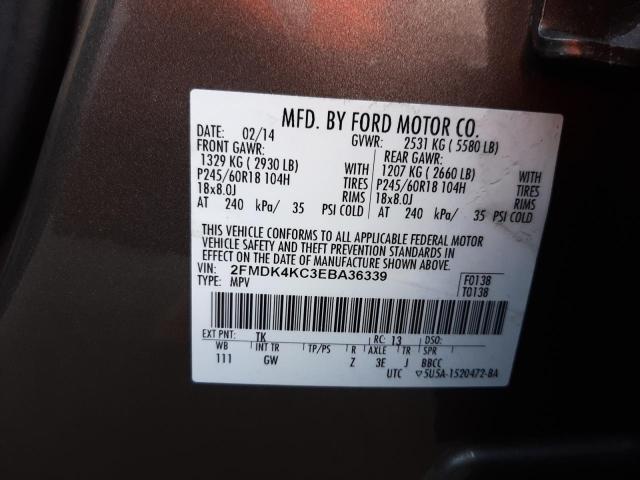 MFD. BY FORD MOTOR CO.
DATE: 02/14 GVWR: 2531 KG ( 5580 LB)
FRONT GAWR: REAR GAWR:
1329 KG ( 2930 LB) WITH 1207 KG ( 2660 LB) WITH
P245/60R18 104H TIRES P245/60R18 104H TIRES
18x8.0J RIMS 18x8.0J RIMS
AT 240 kPa/ 35 PSI COLD AT 240 kPa/ 35 PSI COLD
THIS VEHICLE CONFORMS TO ALL APPLICABLE FEDERAL MOTOR
VEHICLE SAFETY AND THEFT PREVENTION STANDARDS IN EFFECT
ON THE DATE OF MANUFACTURE SHOWN ABOVE.
VIN: 2FMDK4KC3EBA36339 F0138
TYPE: MPV T0138
EXT PNT: TK RC: 13 DSO:
WB INT TR TP/PS R AXLE TR SPR
111 GW Z 3E J BBCC
UTC ▽5U5A-1520472-BA